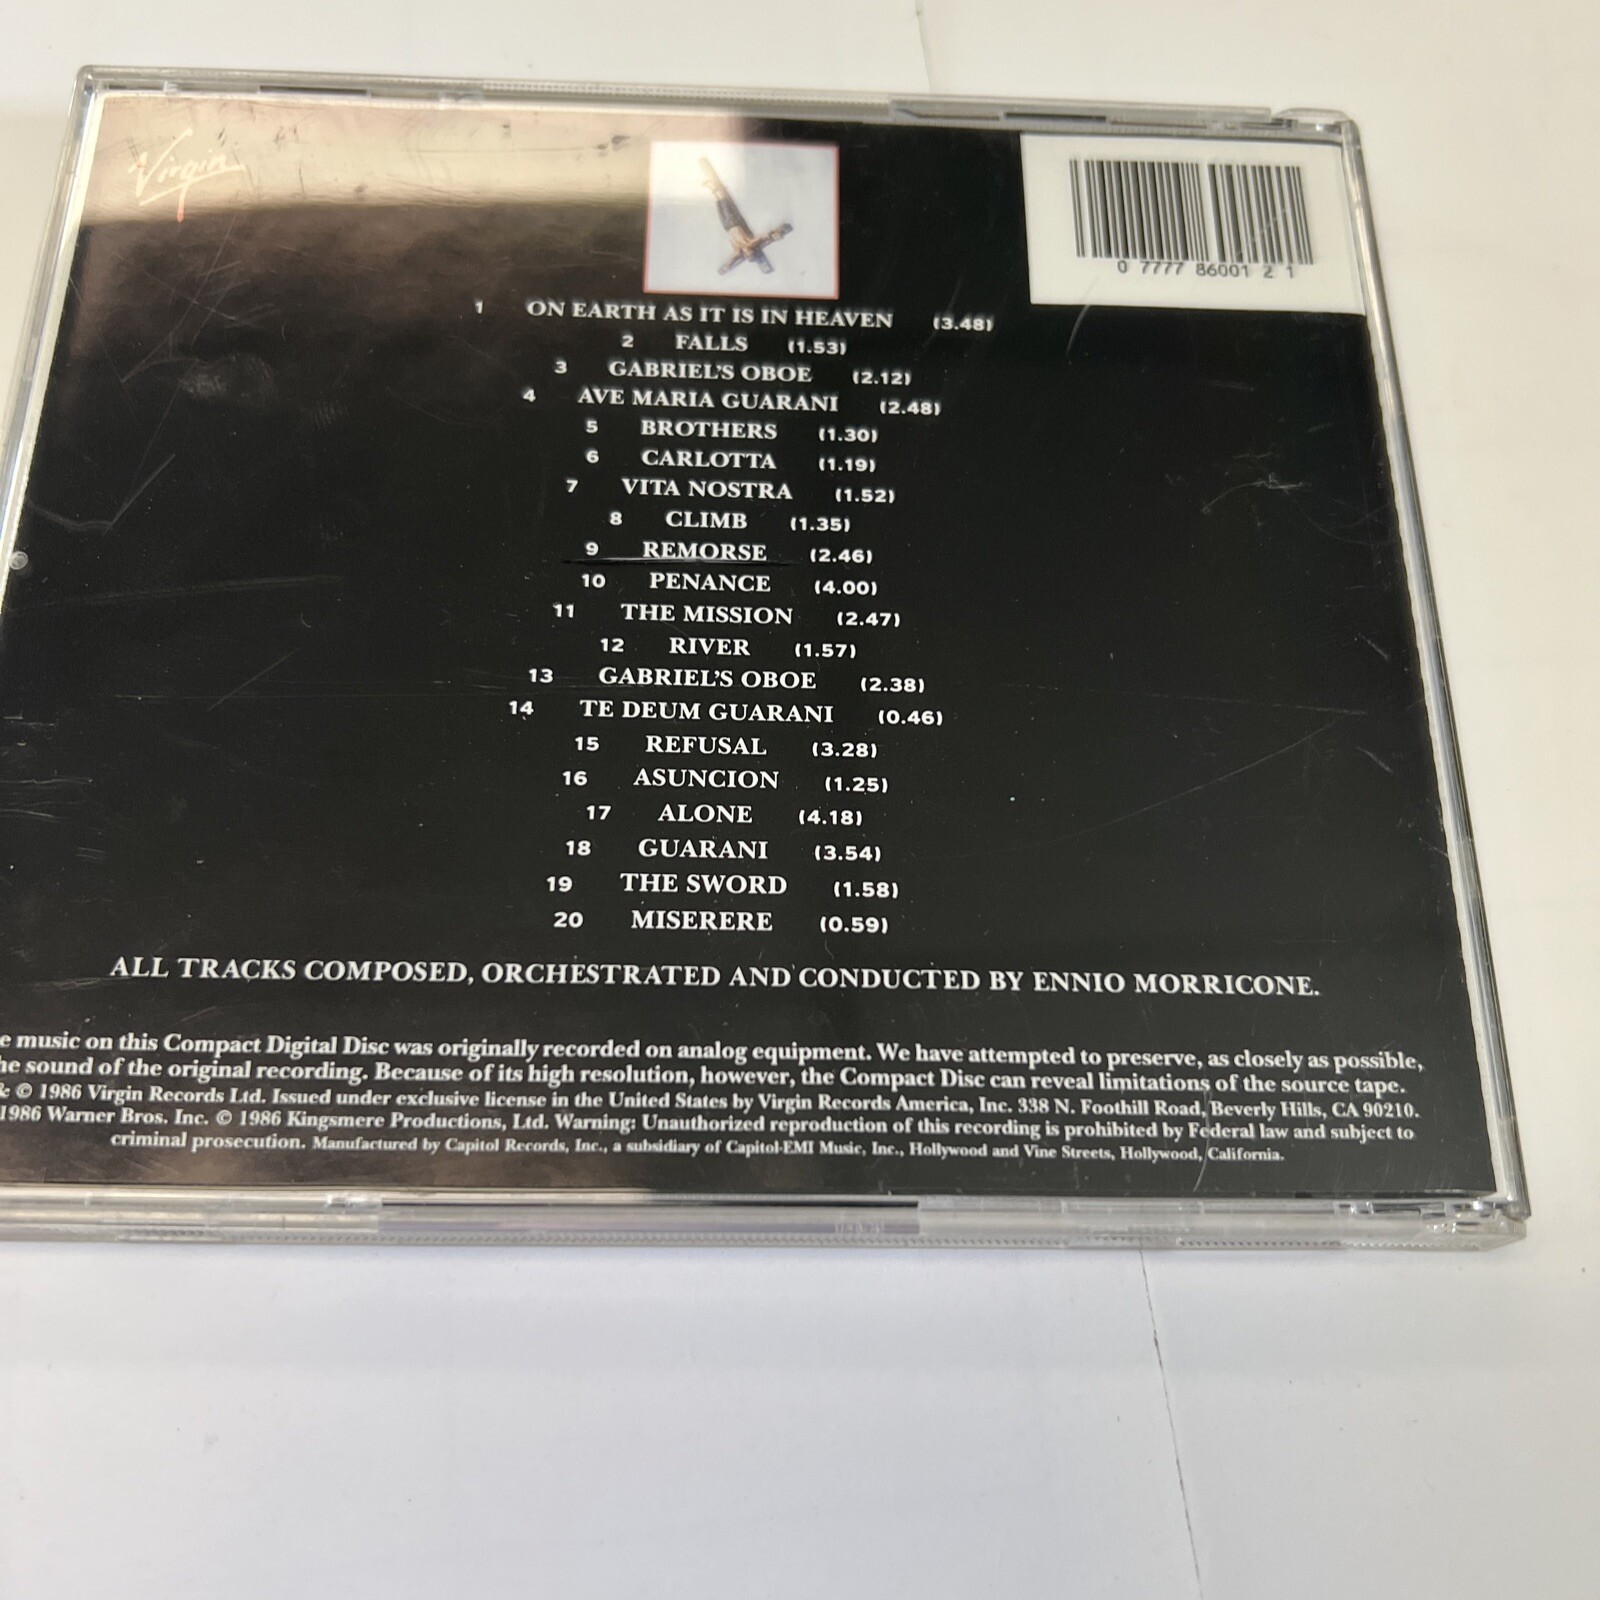 Virgin
0 7777 86001 2 1
1 ON EARTH AS IT IS IN HEAVEN (3.48)
2 FALLS (1.53)
3 GABRIEL'S OBOE (2.12)
4 AVE MARIA GUARANI (2.48)
5 BROTHERS (1.30)
6 CARLOTTA (1.19)
7 VITA NOSTRA (1.52)
8 CLIMB (1.35)
9 REMORSE (2.46)
10 PENANCE (4.00)
11 THE MISSION (2.47)
12 RIVER (1.57)
13 GABRIEL'S OBOE (2.38)
14 TE DEUM GUARANI (0.46)
15 REFUSAL (3.28)
16 ASUNCION (1.25)
17 ALONE (4.18)
18 GUARANI (3.54)
19 THE SWORD (1.58)
20 MISERERE (0.59)
ALL TRACKS COMPOSED, ORCHESTRATED AND CONDUCTED BY ENNIO MORRICONE.
e music on this Compact Digital Disc was originally recorded on analog equipment. We have attempted to preserve, as closely as possible,
he sound of the original recording. Because of its high resolution, however, the Compact Disc can reveal limitations of the source tape.
& © 1986 Virgin Records Ltd. Issued under exclusive license in the United States by Virgin Records America, Inc. 338 N. Foothill Road, Beverly Hills, CA 90210.
1986 Warner Bros. Inc. © 1986 Kingsmere Productions, Ltd. Warning: Unauthorized reproduction of this recording is prohibited by Federal law and subject to
criminal prosecution. Manufactured by Capitol Records, Inc., a subsidiary of Capitol-EMI Music, Inc., Hollywood and Vine Streets, Hollywood, California.